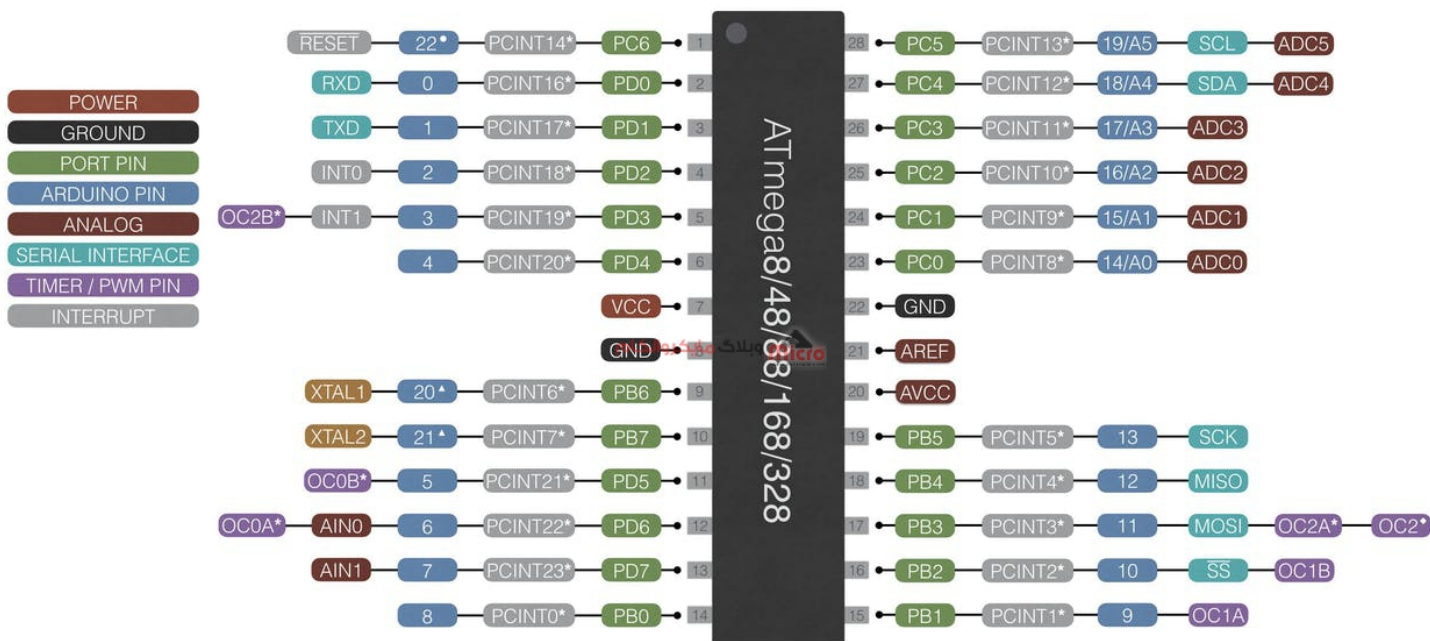 RESET 22● PCINT14* PC6 1 28 PC5 PCINT13* 19/A5 SCL ADC5
RXD 0 PCINT16* PD0 2 27 PC4 PCINT12* 18/A4 SDA ADC4
POWER
GROUND
PORT PIN
ARDUINO PIN
ANALOG
SERIAL INTERFACE
TIMER / PWM PIN
INTERRUPT
TXD 1 PCINT17* PD1 3 26 PC3 PCINT11* 17/A3 ADC3
INT0 2 PCINT18* PD2 4 25 PC2 PCINT10* 16/A2 ADC2
OC2B* INT1 3 PCINT19* PD3 5 24 PC1 PCINT9* 15/A1 ADC1
4 PCINT20* PD4 6 23 PC0 PCINT8* 14/A0 ADC0
VCC 7 22 GND
GND 8 21 AREF
XTAL1 20▲ PCINT6* PB6 9 20 AVCC
XTAL2 21▲ PCINT7* PB7 10 19 PB5 PCINT5* 13 SCK
OC0B* 5 PCINT21* PD5 11 18 PB4 PCINT4* 12 MISO
OC0A* AIN0 6 PCINT22* PD6 12 17 PB3 PCINT3* 11 MOSI OC2A* OC2◆
AIN1 7 PCINT23* PD7 13 16 PB2 PCINT2* 10 SS OC1B
8 PCINT0* PB0 14 15 PB1 PCINT1* 9 OC1A
ATmega8/48/88/168/328
وبلاگ
micro